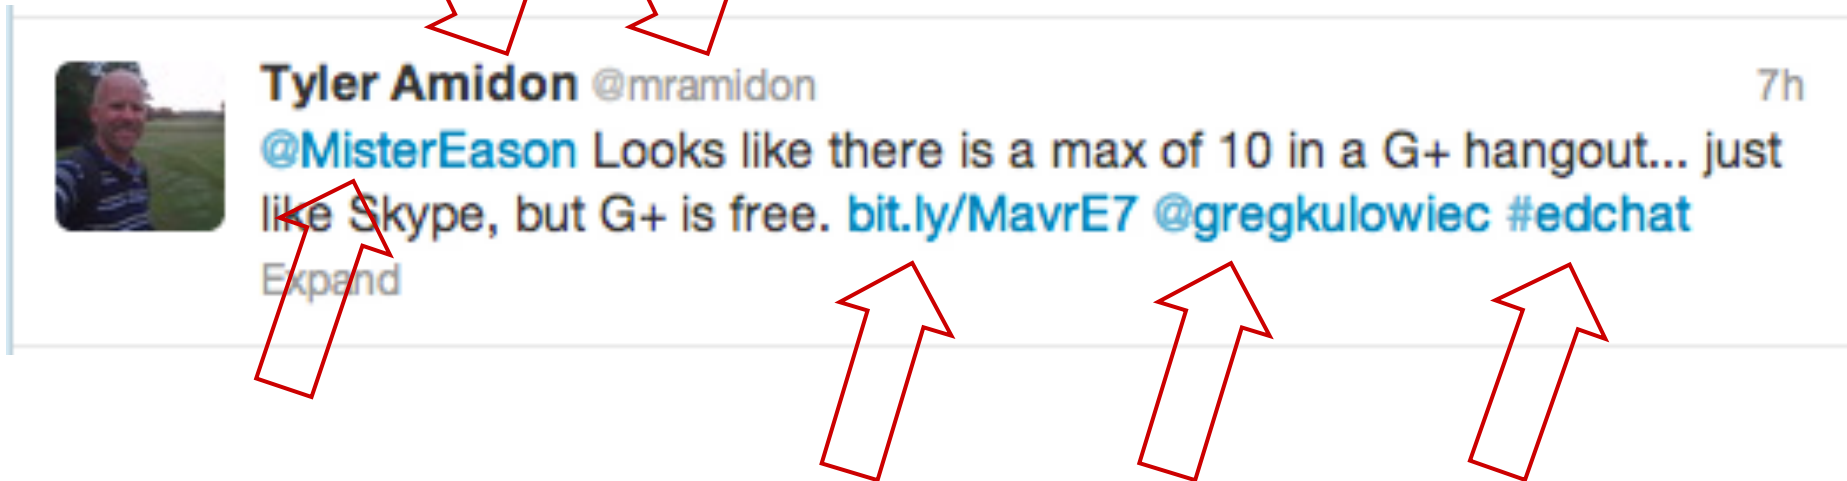 Tyler Amidon @mramidon 7h
@MisterEason Looks like there is a max of 10 in a G+ hangout... just
like Skype, but G+ is free. bit.ly/MavrE7 @gregkulowiec #edchat
Expand